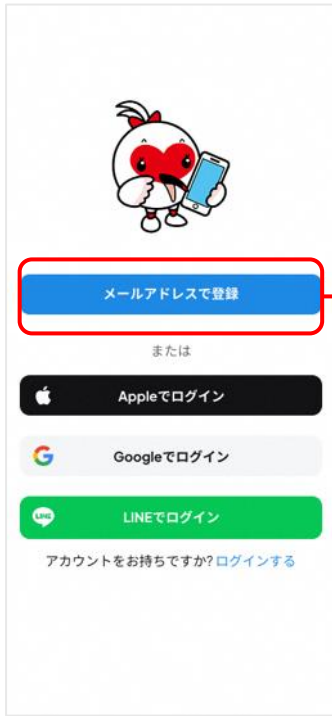 メールアドレスで登録
または
Appleでログイン
Googleでログイン
LINE LINEでログイン
アカウントをお持ちですか? ログインする